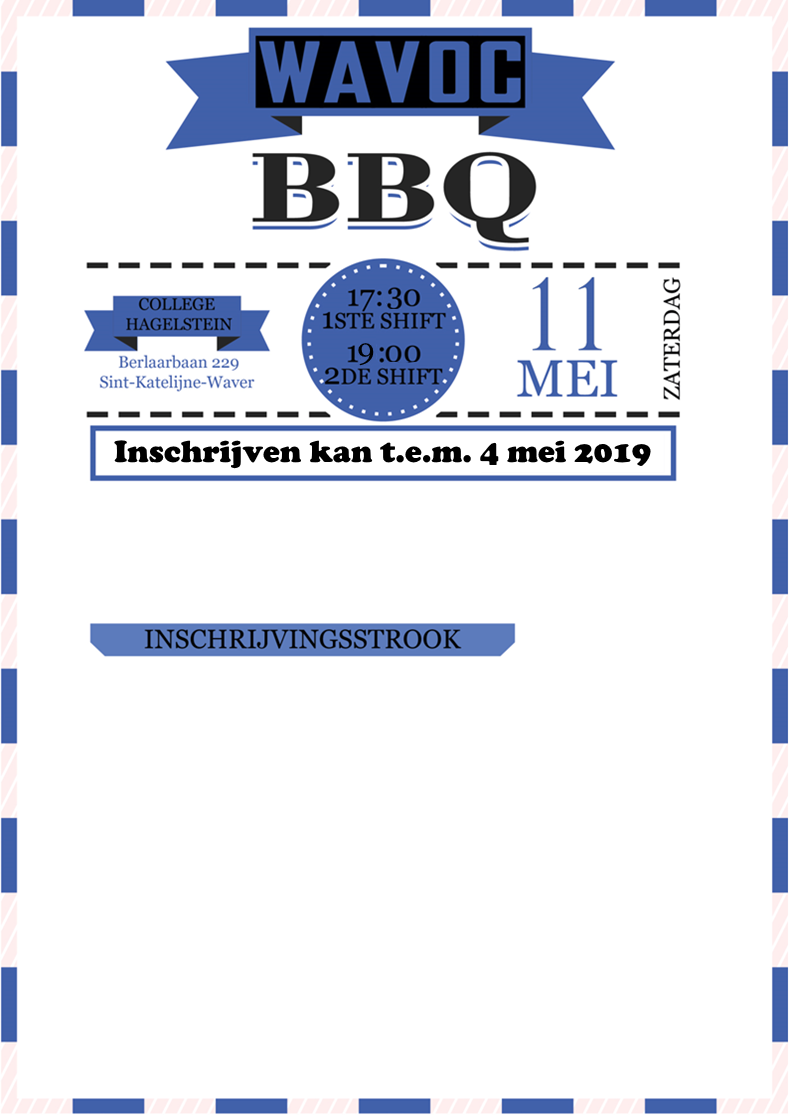 WAVOC
BBQ
COLLEGE
HAGELSTEIN
Berlaarbaan 229
Sint-Katelijne-Waver
17:30
1STE SHIFT
19:00
2DE SHIFT
11
MEI
ZATERDAG
Inschrijven kan t.e.m. 4 mei 2019
INSCHRIJVINGSSTROOK